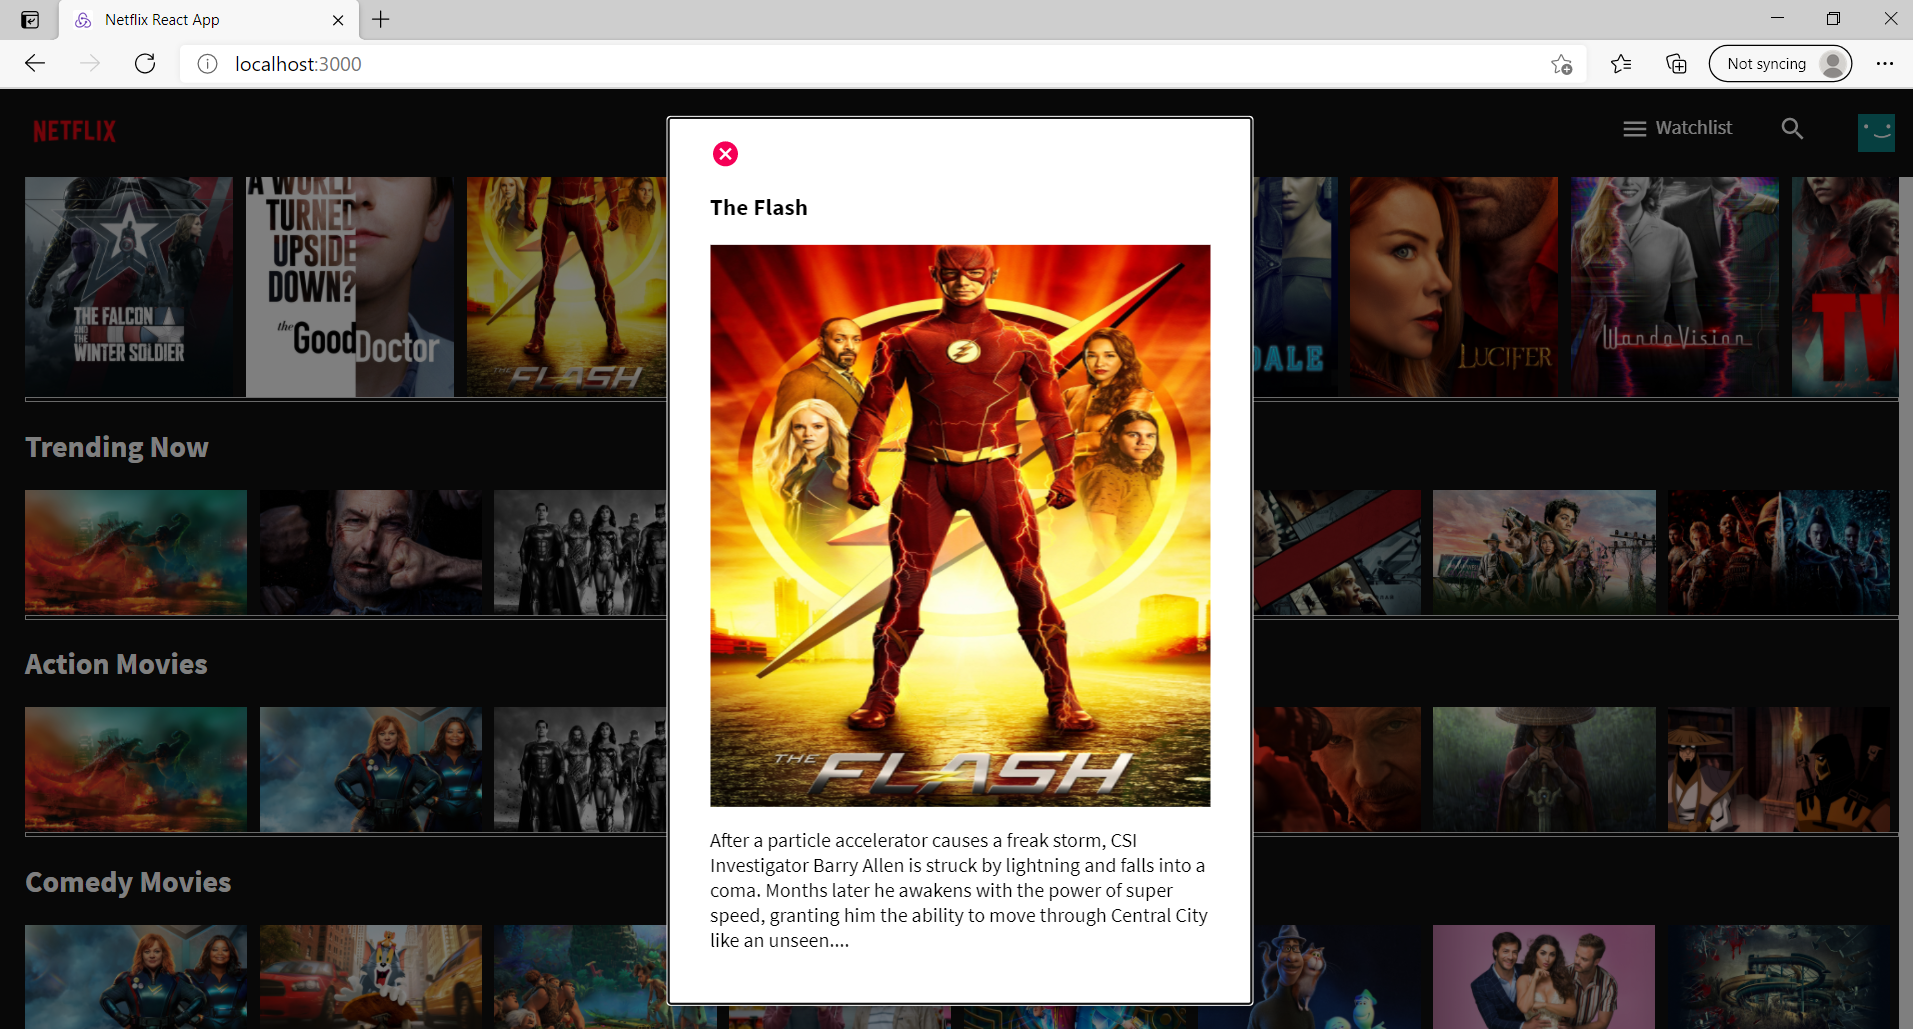 Netflix React App
localhost:3000
Not syncing
NETFLIX
Watchlist
A WORLD
TURNED
UPSIDE
DOWN?
the Good Doctor
THE FALCON
AND THE
WINTER SOLDIER
THE FLASH
DALE
LUCIFER
WandaVision
TW
The Flash
THE FLASH
After a particle accelerator causes a freak storm, CSI
Investigator Barry Allen is struck by lightning and falls into a
coma. Months later he awakens with the power of super
speed, granting him the ability to move through Central City
like an unseen....
Trending Now
Action Movies
Comedy Movies